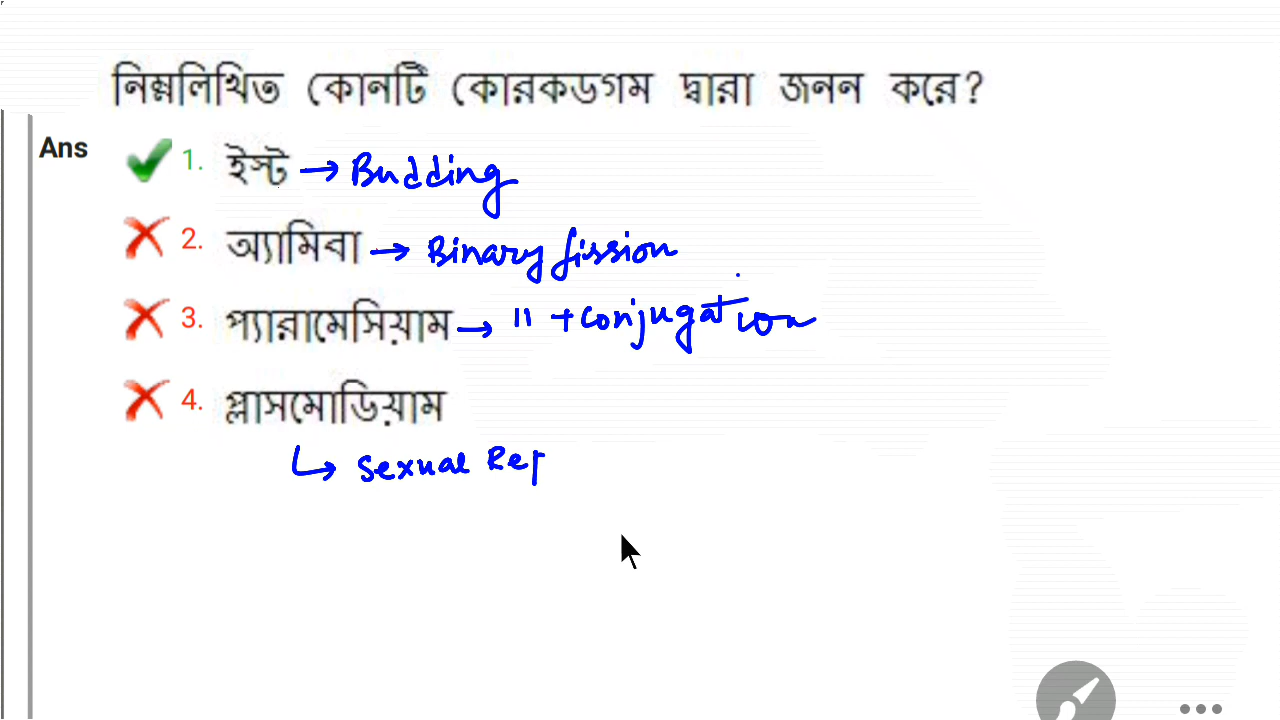 নিম্নলিখিত কোনটি কোরকডগম দ্বারা জনন করে?
Ans 1. ইস্ট → Budding
2. অ্যামিবা → Binary fission
3. প্যারামেসিয়াম → " + conjugation
4. প্লাসমোডিয়াম
↳ Sexual Rep